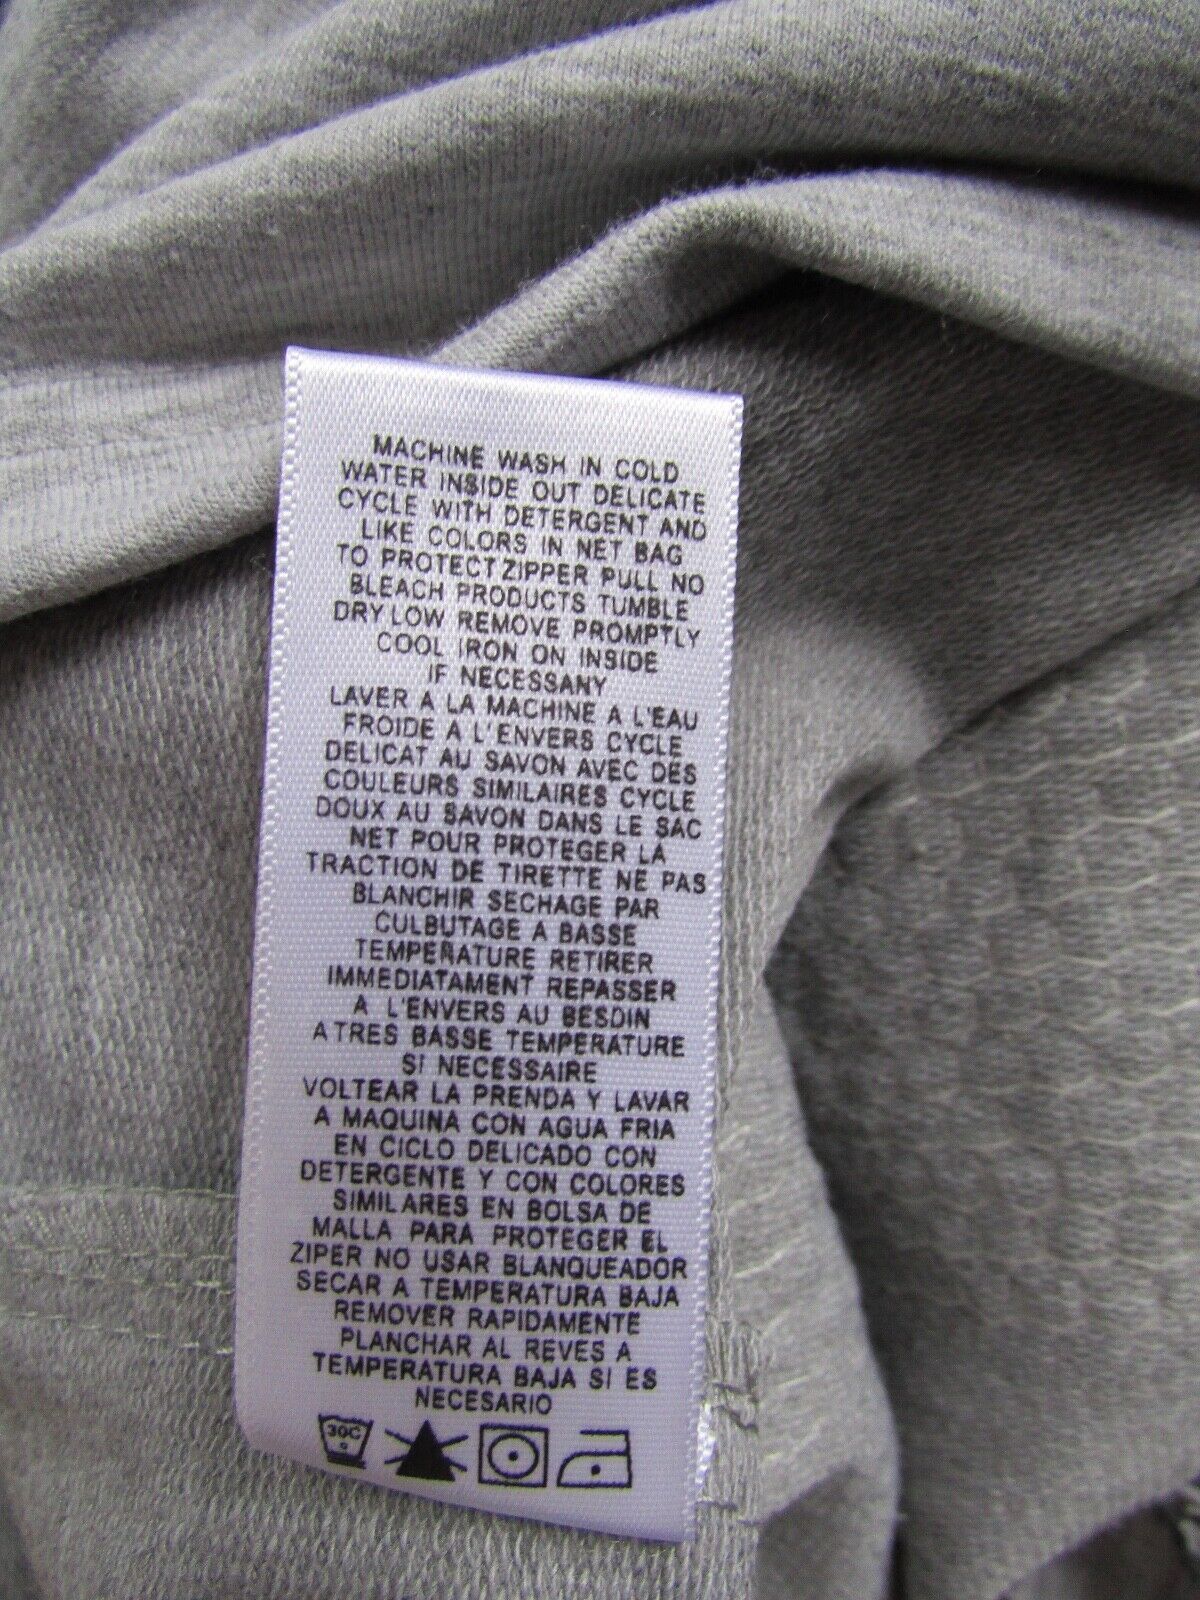 MACHINE WASH IN COLD
WATER INSIDE OUT DELICATE
CYCLE WITH DETERGENT AND
LIKE COLORS IN NET BAG
TO PROTECT ZIPPER PULL NO
BLEACH PRODUCTS TUMBLE
DRY LOW REMOVE PROMPTLY
COOL IRON ON INSIDE
IF NECESSANY
LAVER A LA MACHINE A L'EAU
FROIDE A L'ENVERS CYCLE
DELICAT AU SAVON AVEC DES
COULEURS SIMILAIRES CYCLE
DOUX AU SAVON DANS LE SAC
NET POUR PROTEGER LA
TRACTION DE TIRETTE NE PAS
BLANCHIR SECHAGE PAR
CULBUTAGE A BASSE
TEMPERATURE RETIRER
IMMEDIATAMENT REPASSER
A L'ENVERS AU BESDIN
A TRES BASSE TEMPERATURE
SI NECESSAIRE
VOLTEAR LA PRENDA Y LAVAR
A MAQUINA CON AGUA FRIA
EN CICLO DELICADO CON
DETERGENTE Y CON COLORES
SIMILARES EN BOLSA DE
MALLA PARA PROTEGER EL
ZIPER NO USAR BLANQUEADOR
SECAR A TEMPERATURA BAJA
REMOVER RAPIDAMENTE
PLANCHAR AL REVES A
TEMPERATURA BAJA SI ES
NECESARIO
30C